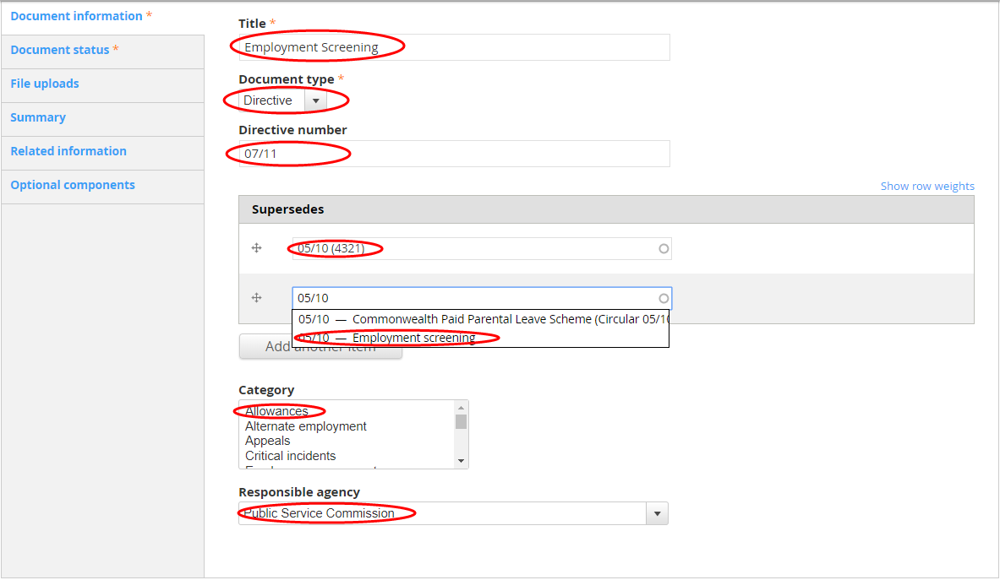 Document information *
Document status *
File uploads
Summary
Related information
Optional components
Title *
Employment Screening
Document type *
Directive
Directive number
07/11
Show row weights
Supersedes
05/10 (4321)
05/10
05/10 — Commonwealth Paid Parental Leave Scheme (Circular 05/10
05/10 — Employment screening
Add another item
Category
Allowances
Alternate employment
Appeals
Critical incidents
Responsible agency
Public Service Commission